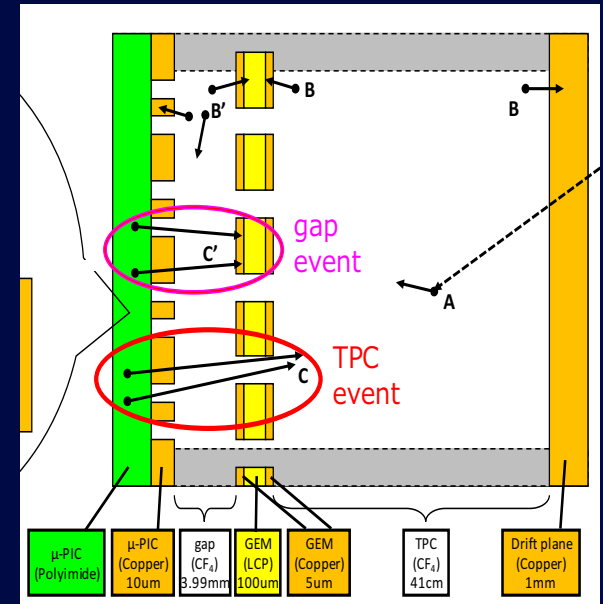 B
B
B'
gap
event
C'
A
TPC
event
C
μ-PIC
(Polyimide)
μ-PIC
(Copper)
10um
gap
(CF₄)
3.99mm
GEM
(LCP)
100um
GEM
(Copper)
5um
TPC
(CF₄)
41cm
Drift plane
(Copper)
1mm